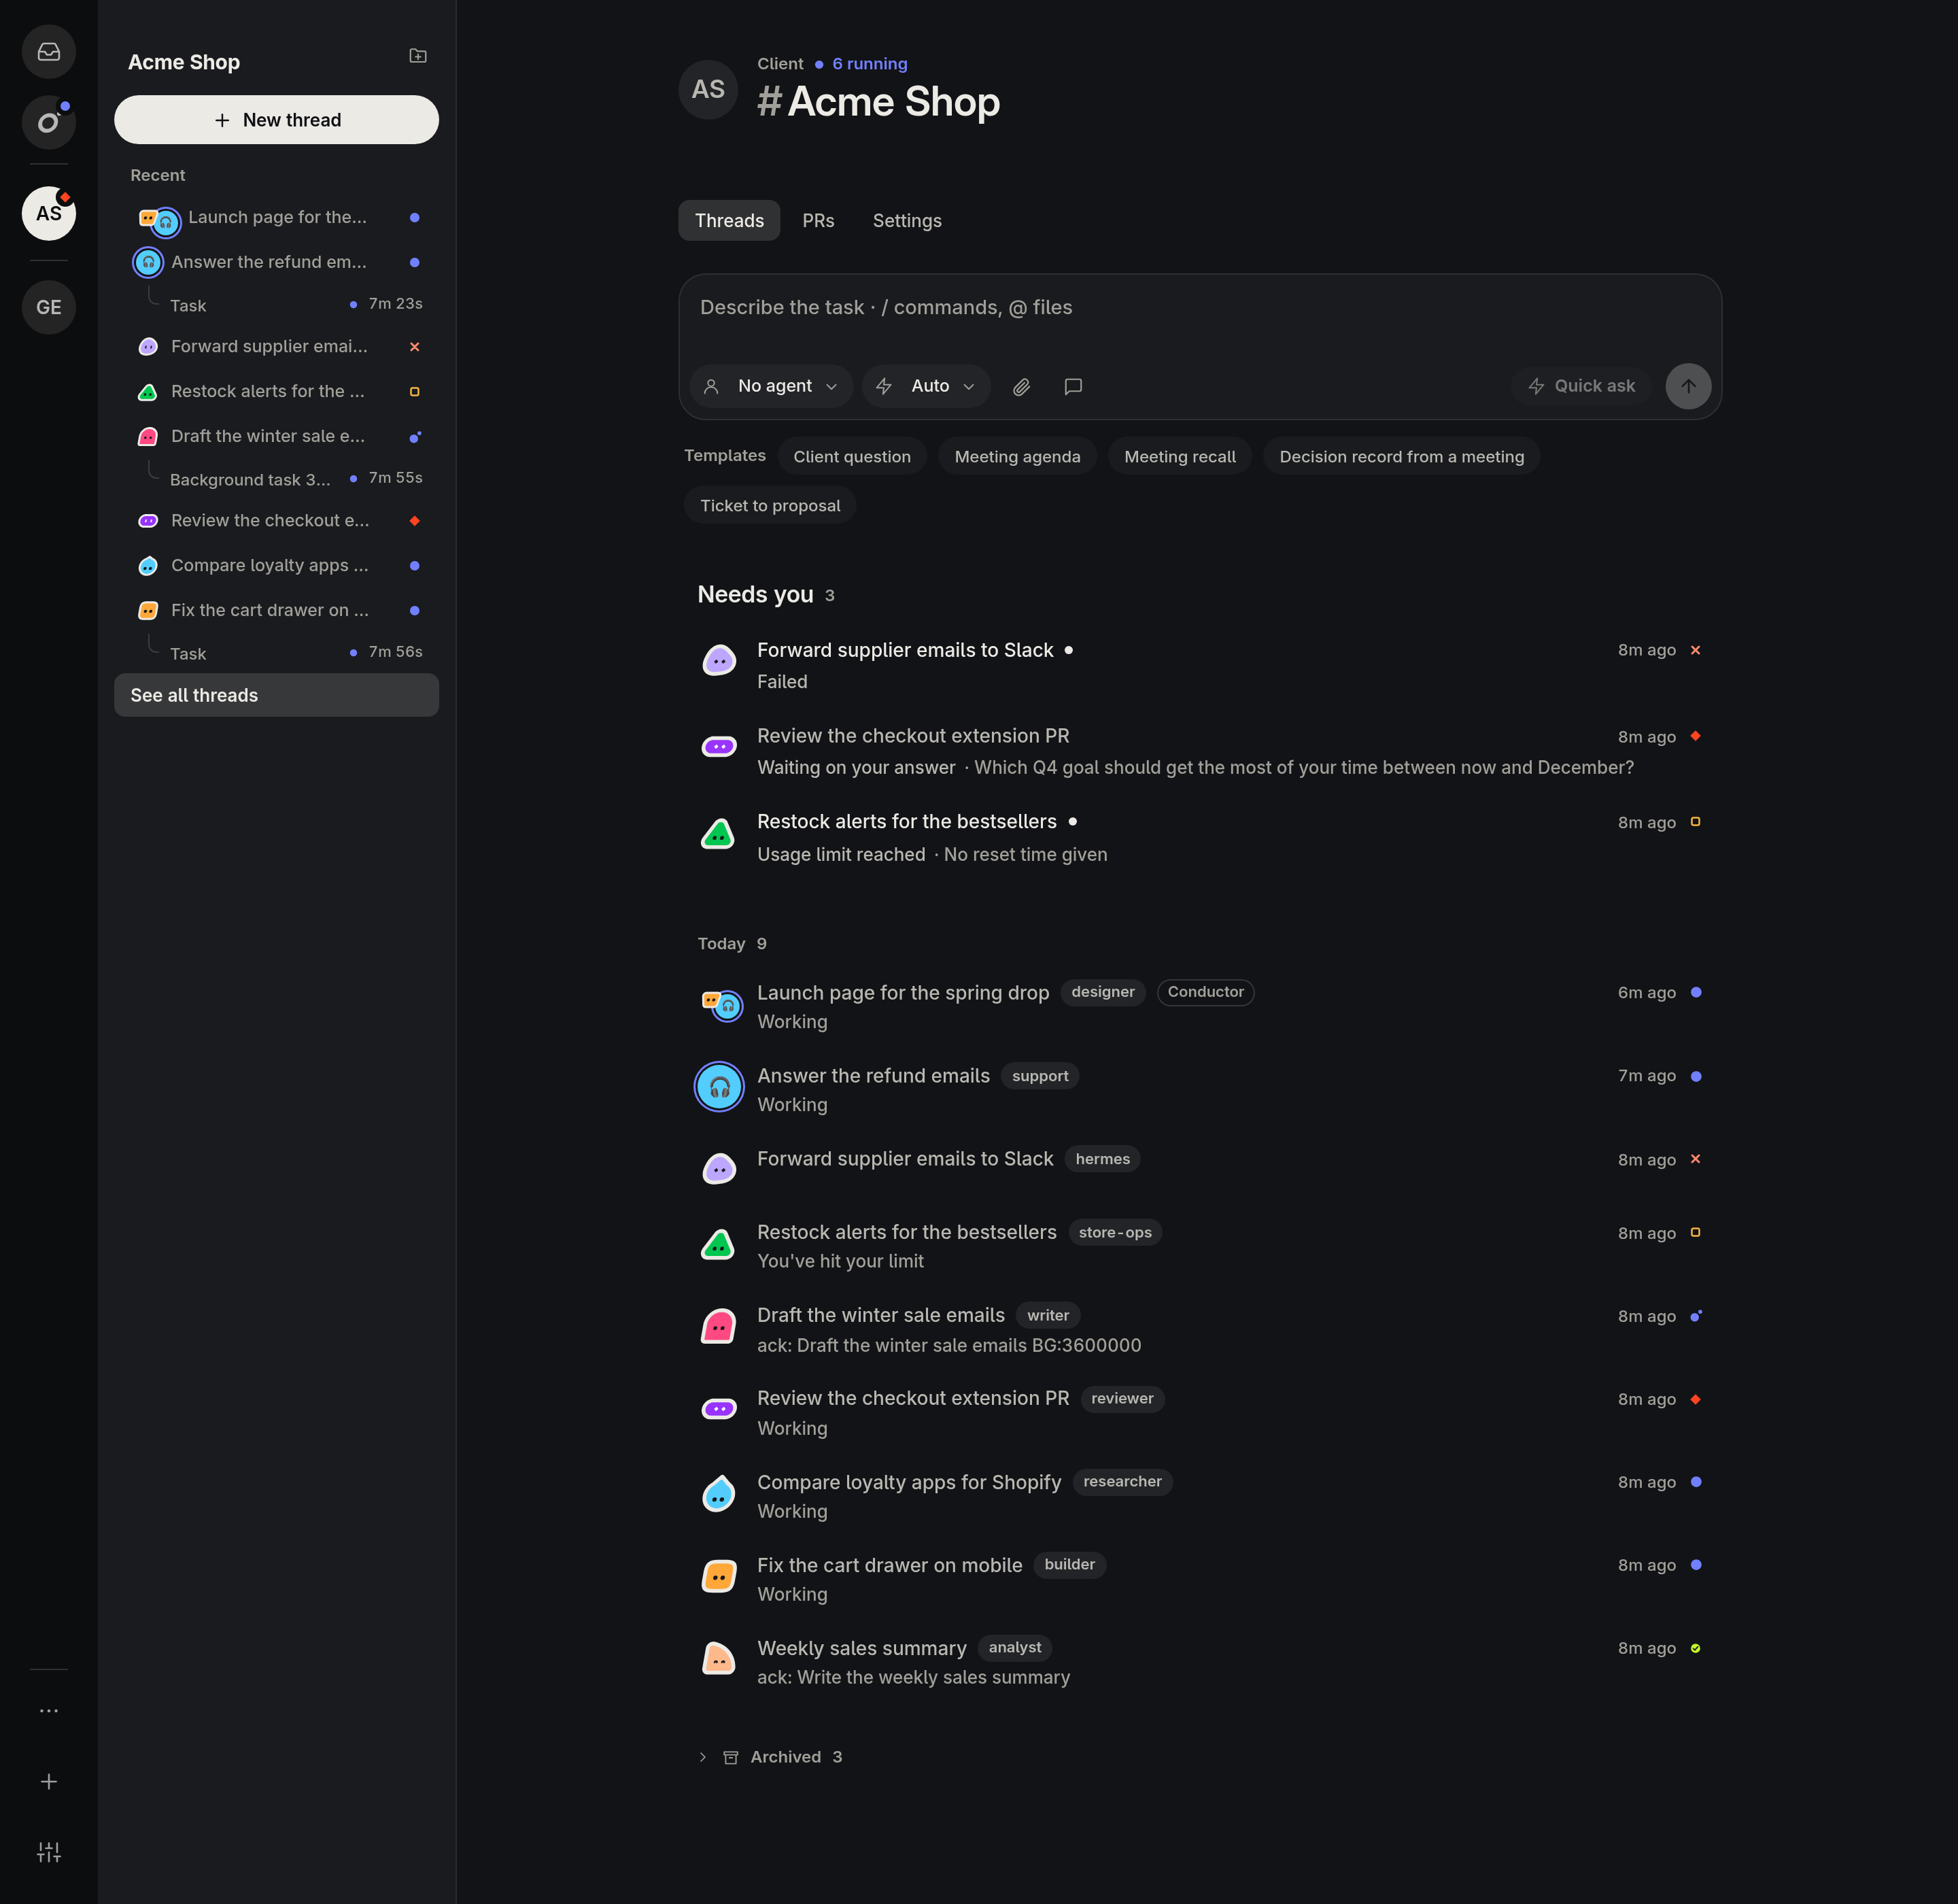 AS
GE
Acme Shop
New thread
Recent
Launch page for the...
Answer the refund em...
Task 7m 23s
Forward supplier emai...
Restock alerts for the ...
Draft the winter sale e...
Background task 3... 7m 55s
Review the checkout e...
Compare loyalty apps ...
Fix the cart drawer on ...
Task 7m 56s
See all threads
AS
Client 6 running
# Acme Shop
Threads PRs Settings
Describe the task · / commands, @ files
No agent Auto Quick ask
Templates Client question Meeting agenda Meeting recall Decision record from a meeting
Ticket to proposal
Needs you 3
Forward supplier emails to Slack 8m ago
Failed
Review the checkout extension PR 8m ago
Waiting on your answer · Which Q4 goal should get the most of your time between now and December?
Restock alerts for the bestsellers 8m ago
Usage limit reached · No reset time given
Today 9
Launch page for the spring drop designer Conductor 6m ago
Working
Answer the refund emails support 7m ago
Working
Forward supplier emails to Slack hermes 8m ago
Restock alerts for the bestsellers store-ops 8m ago
You've hit your limit
Draft the winter sale emails writer 8m ago
ack: Draft the winter sale emails BG:3600000
Review the checkout extension PR reviewer 8m ago
Working
Compare loyalty apps for Shopify researcher 8m ago
Working
Fix the cart drawer on mobile builder 8m ago
Working
Weekly sales summary analyst 8m ago
ack: Write the weekly sales summary
Archived 3